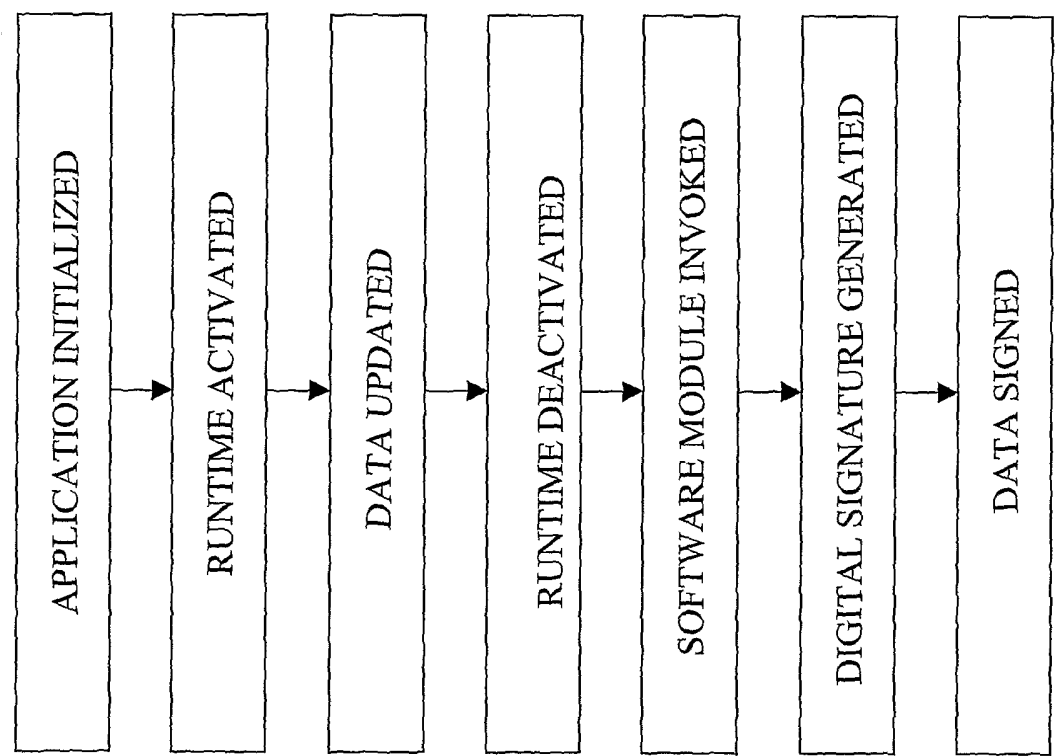 APPLICATION INITIALIZED
RUNTIME ACTIVATED
DATA UPDATED
RUNTIME DEACTIVATED
SOFTWARE MODULE INVOKED
DIGITAL SIGNATURE GENERATED
DATA SIGNED